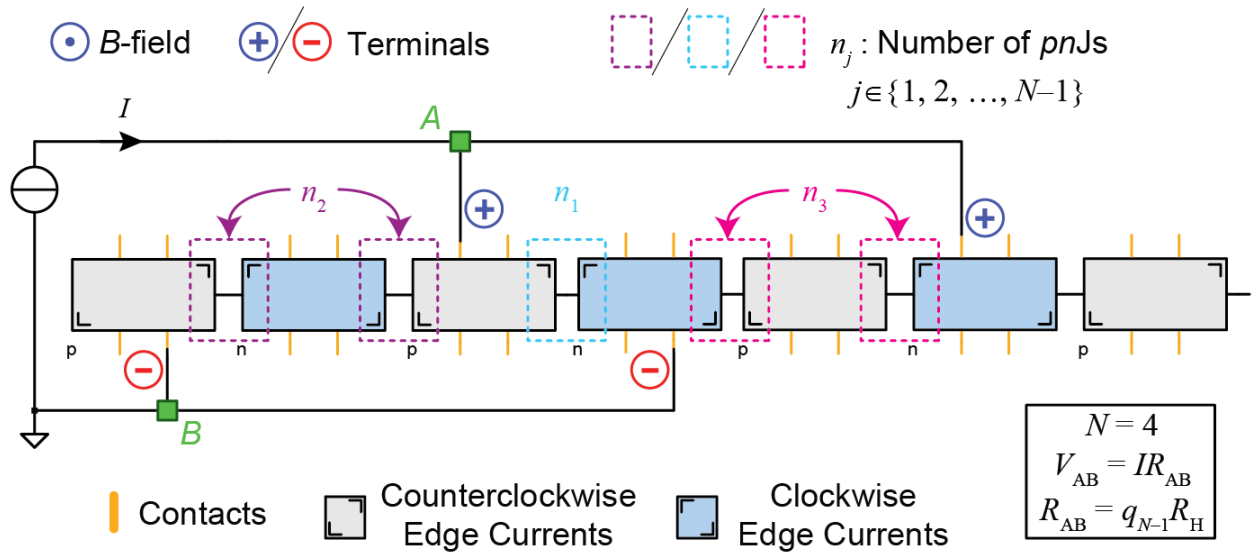 B-field
+ / − Terminals
n_j : Number of pnJs
j∈{1, 2, …, N–1}
I
A
n_2
n_1
n_3
+
+
p
n
p
n
p
n
p
−
−
B
N = 4
V_AB = IR_AB
R_AB = q_{N–1}R_H
Contacts
Counterclockwise
Edge Currents
Clockwise
Edge Currents